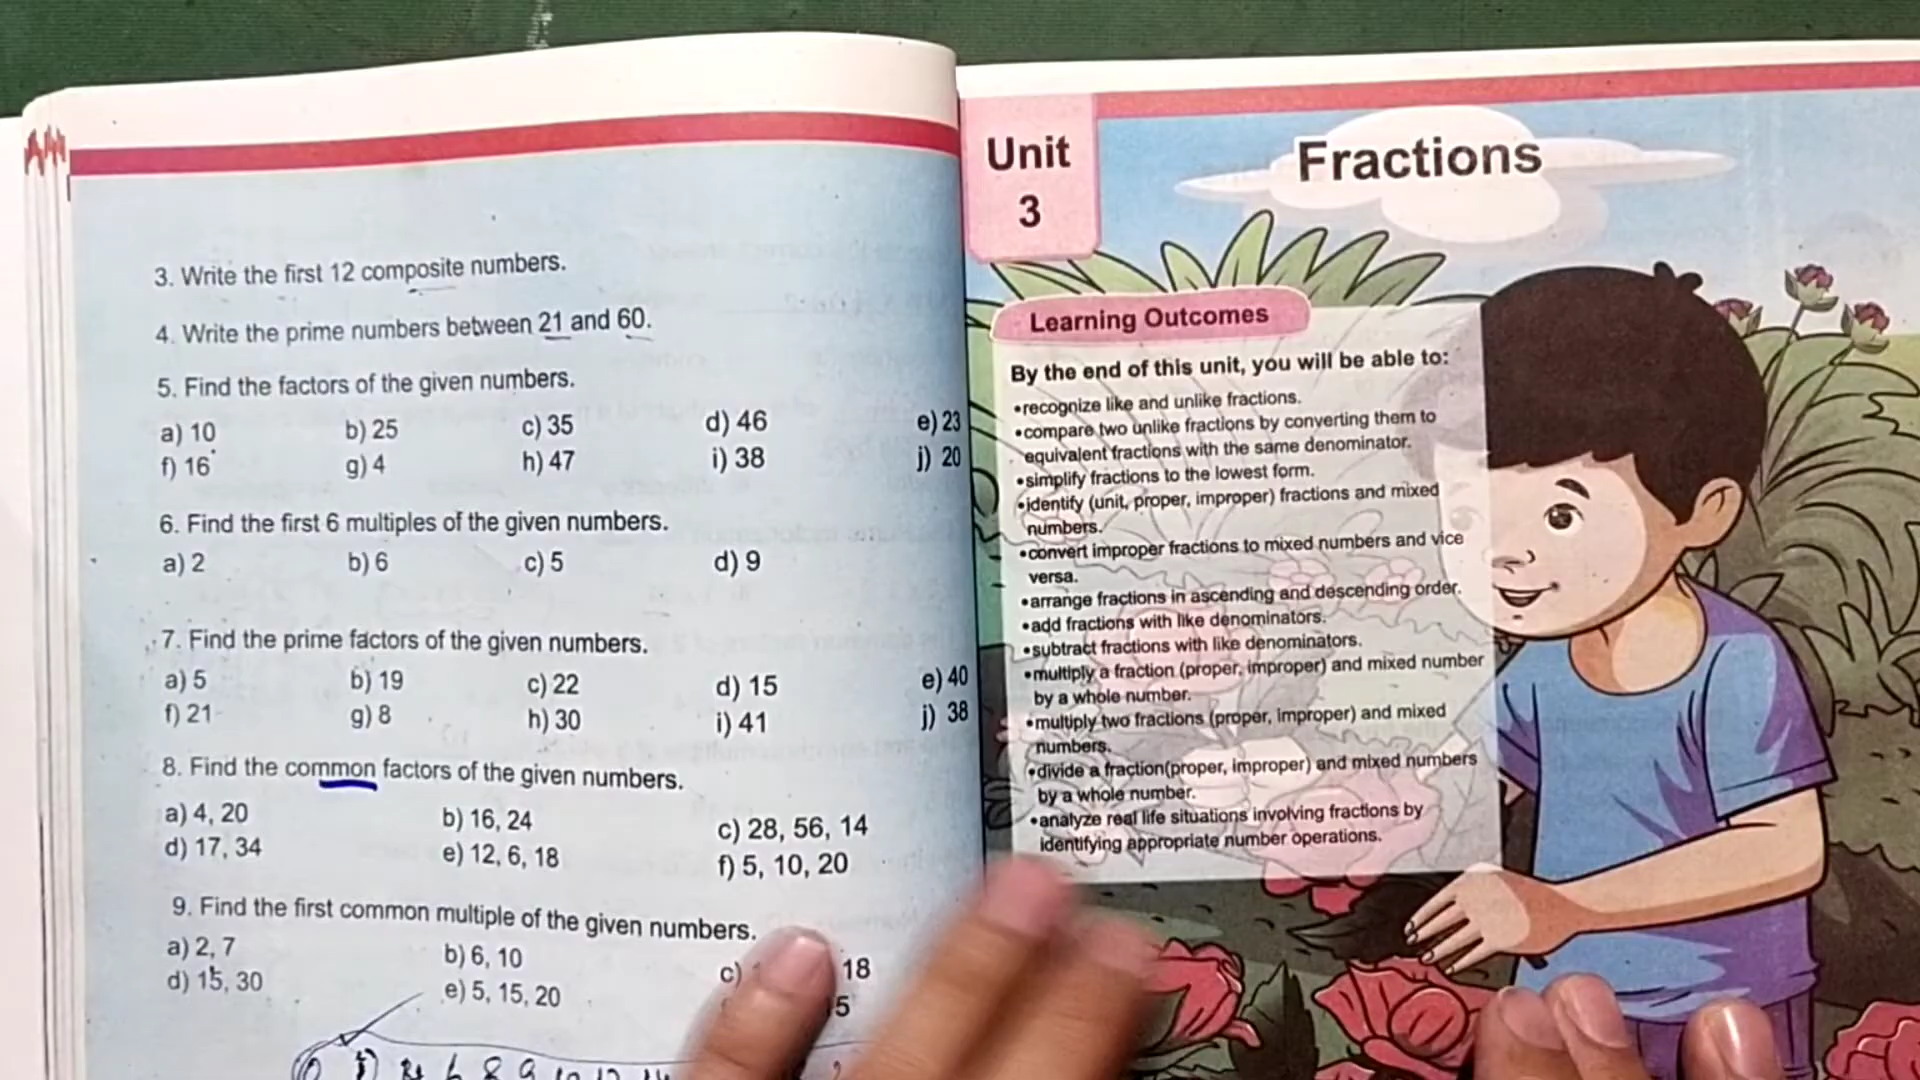 3. Write the first 12 composite numbers.
4. Write the prime numbers between 21 and 60.
5. Find the factors of the given numbers.
a) 10 b) 25 c) 35 d) 46 e) 23
f) 16 g) 4 h) 47 i) 38 j) 20
6. Find the first 6 multiples of the given numbers.
a) 2 b) 6 c) 5 d) 9
7. Find the prime factors of the given numbers.
a) 5 b) 19 c) 22 d) 15 e) 40
f) 21 g) 8 h) 30 i) 41 j) 38
8. Find the common factors of the given numbers.
a) 4, 20 b) 16, 24 c) 28, 56, 14
d) 17, 34 e) 12, 6, 18 f) 5, 10, 20
9. Find the first common multiple of the given numbers.
a) 2, 7 b) 6, 10 c) 18
d) 15, 30 e) 5, 15, 20
Unit
3
Fractions
Learning Outcomes
By the end of this unit, you will be able to:
•recognize like and unlike fractions.
•compare two unlike fractions by converting them to
equivalent fractions with the same denominator.
•simplify fractions to the lowest form.
•identify (unit, proper, improper) fractions and mixed
numbers.
•convert improper fractions to mixed numbers and vice
versa.
•arrange fractions in ascending and descending order.
•add fractions with like denominators.
•subtract fractions with like denominators.
•multiply a fraction (proper, improper) and mixed number
by a whole number.
•multiply two fractions (proper, improper) and mixed
numbers.
•divide a fraction(proper, improper) and mixed numbers
by a whole number.
•analyze real life situations involving fractions by
identifying appropriate number operations.